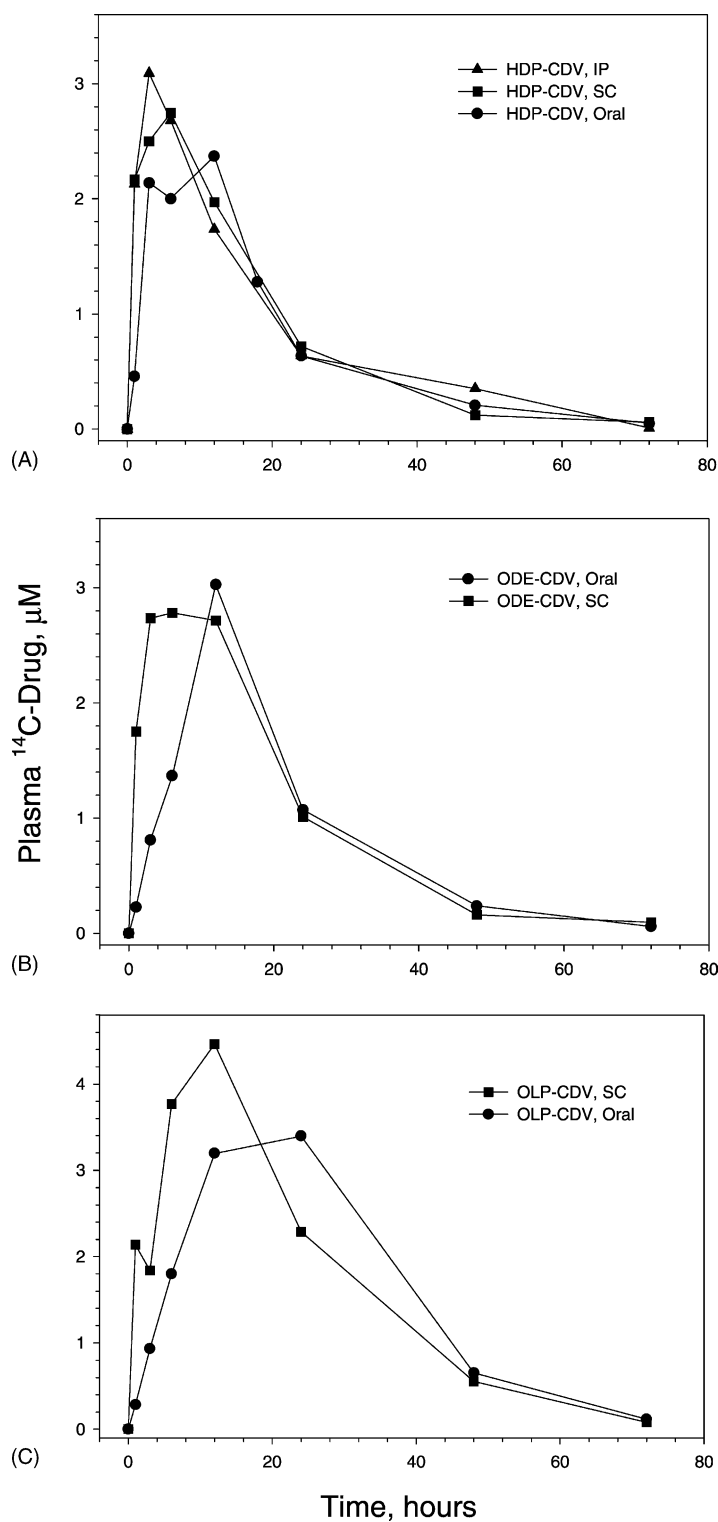 3
2
1
0
HDP-CDV, IP
HDP-CDV, SC
HDP-CDV, Oral
(A)
0 20 40 60 80
3
2
1
0
ODE-CDV, Oral
ODE-CDV, SC
(B)
0 20 40 60 80
Plasma ¹⁴C-Drug, μM
4
3
2
1
0
OLP-CDV, SC
OLP-CDV, Oral
(C)
0 20 40 60 80
Time, hours